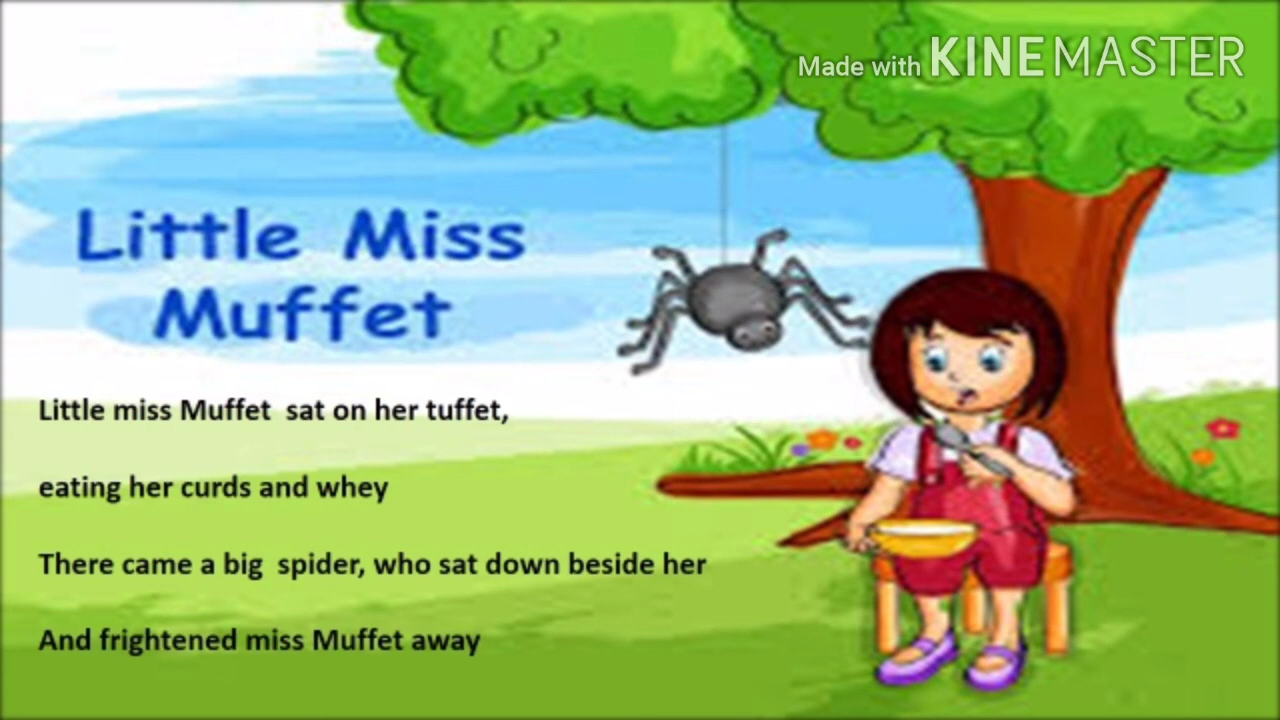 Made with KINEMASTER
Little Miss
Muffet
Little miss Muffet sat on her tuffet,
eating her curds and whey
There came a big spider, who sat down beside her
And frightened miss Muffet away